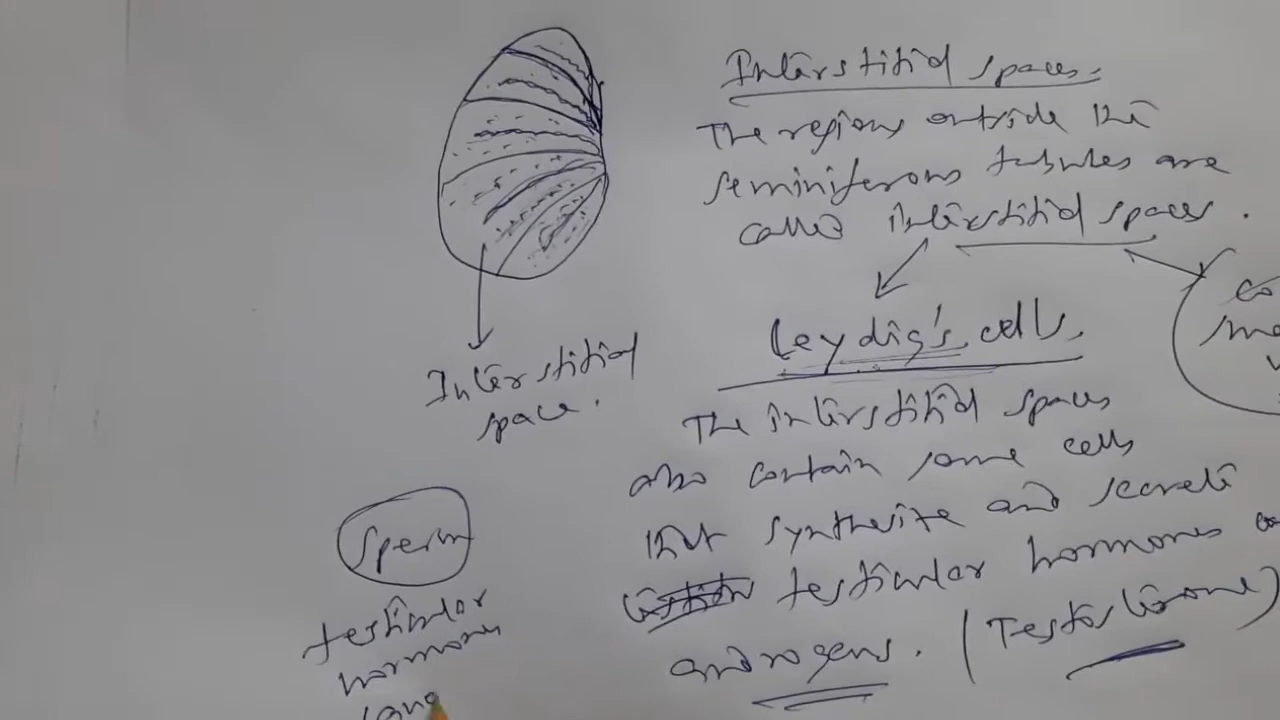 Interstitial spaces:
The regions outside the
seminiferous tubules are
called interstitial spaces.
Leydig's cells,
The interstitial spaces
also contain some cells
that synthesize and secrete
testicular hormones
androgens. (Testosterone)
Interstitial
space.
Sperm
testicular
hormones